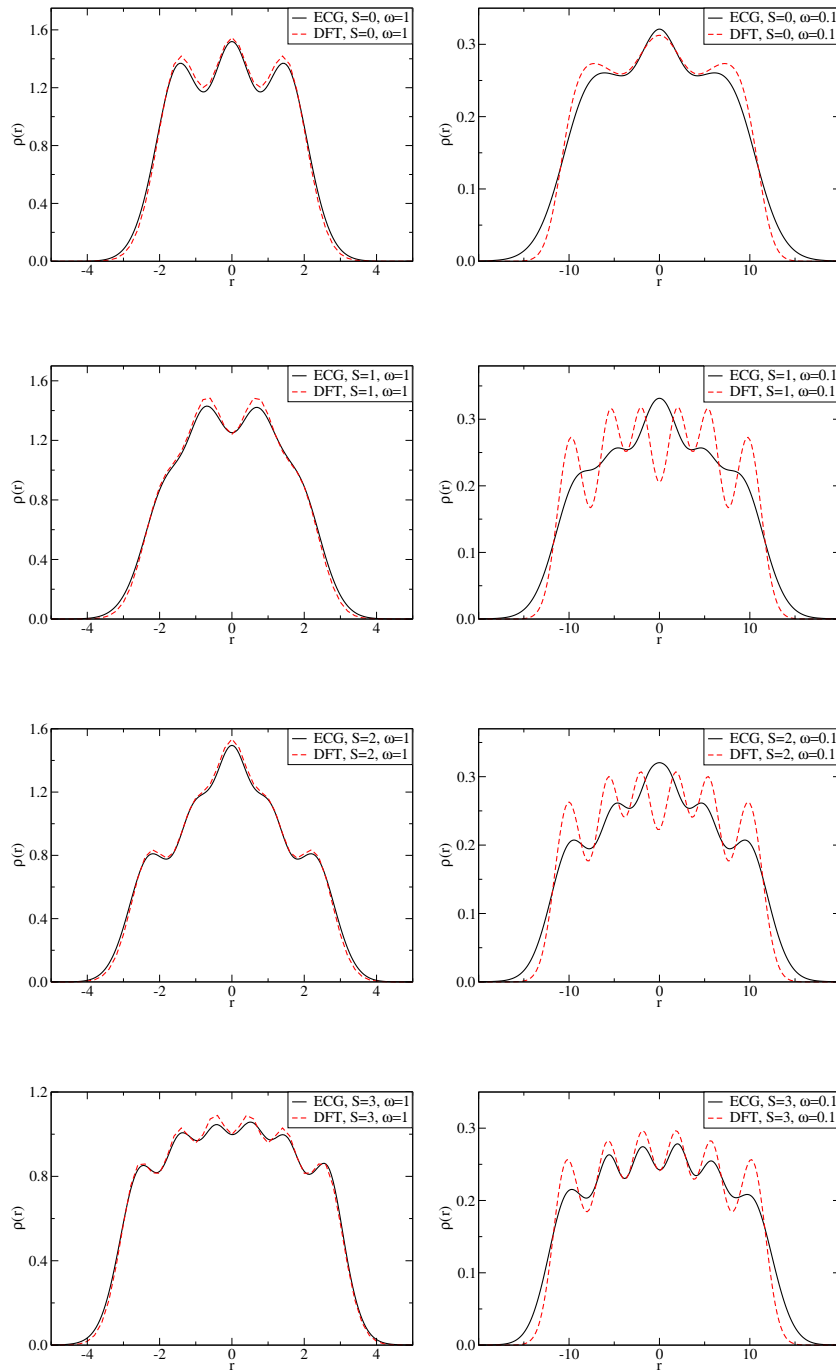 ECG, S=0, ω=1
DFT, S=0, ω=1
1.6
1.2
0.8
0.4
0.0
ρ(r)
-4 -2 0 2 4
r
ECG, S=0, ω=0.1
DFT, S=0, ω=0.1
0.3
0.2
0.1
0.0
ρ(r)
-10 0 10
r
ECG, S=1, ω=1
DFT, S=1, ω=1
1.6
1.2
0.8
0.4
0.0
ρ(r)
-4 -2 0 2 4
r
ECG, S=1, ω=0.1
DFT, S=1, ω=0.1
0.3
0.2
0.1
0.0
ρ(r)
-10 0 10
r
ECG, S=2, ω=1
DFT, S=2, ω=1
1.6
1.2
0.8
0.4
0.0
ρ(r)
-4 -2 0 2 4
r
ECG, S=2, ω=0.1
DFT, S=2, ω=0.1
0.3
0.2
0.1
0.0
ρ(r)
-10 0 10
r
ECG, S=3, ω=1
DFT, S=3, ω=1
1.2
0.8
0.4
0.0
ρ(r)
-4 -2 0 2 4
r
ECG, S=3, ω=0.1
DFT, S=3, ω=0.1
0.3
0.2
0.1
0.0
ρ(r)
-10 0 10
r